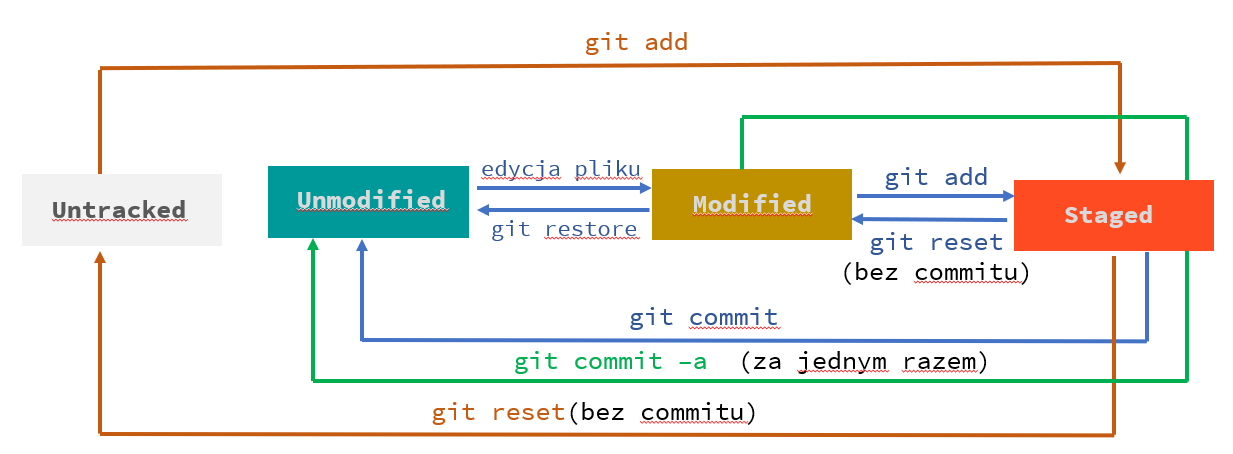 git add
edycja pliku
git add
Untracked
Unmodified
Modified
Staged
git restore
git reset
(bez commitu)
git commit
git commit –a (za jednym razem)
git reset(bez commitu)